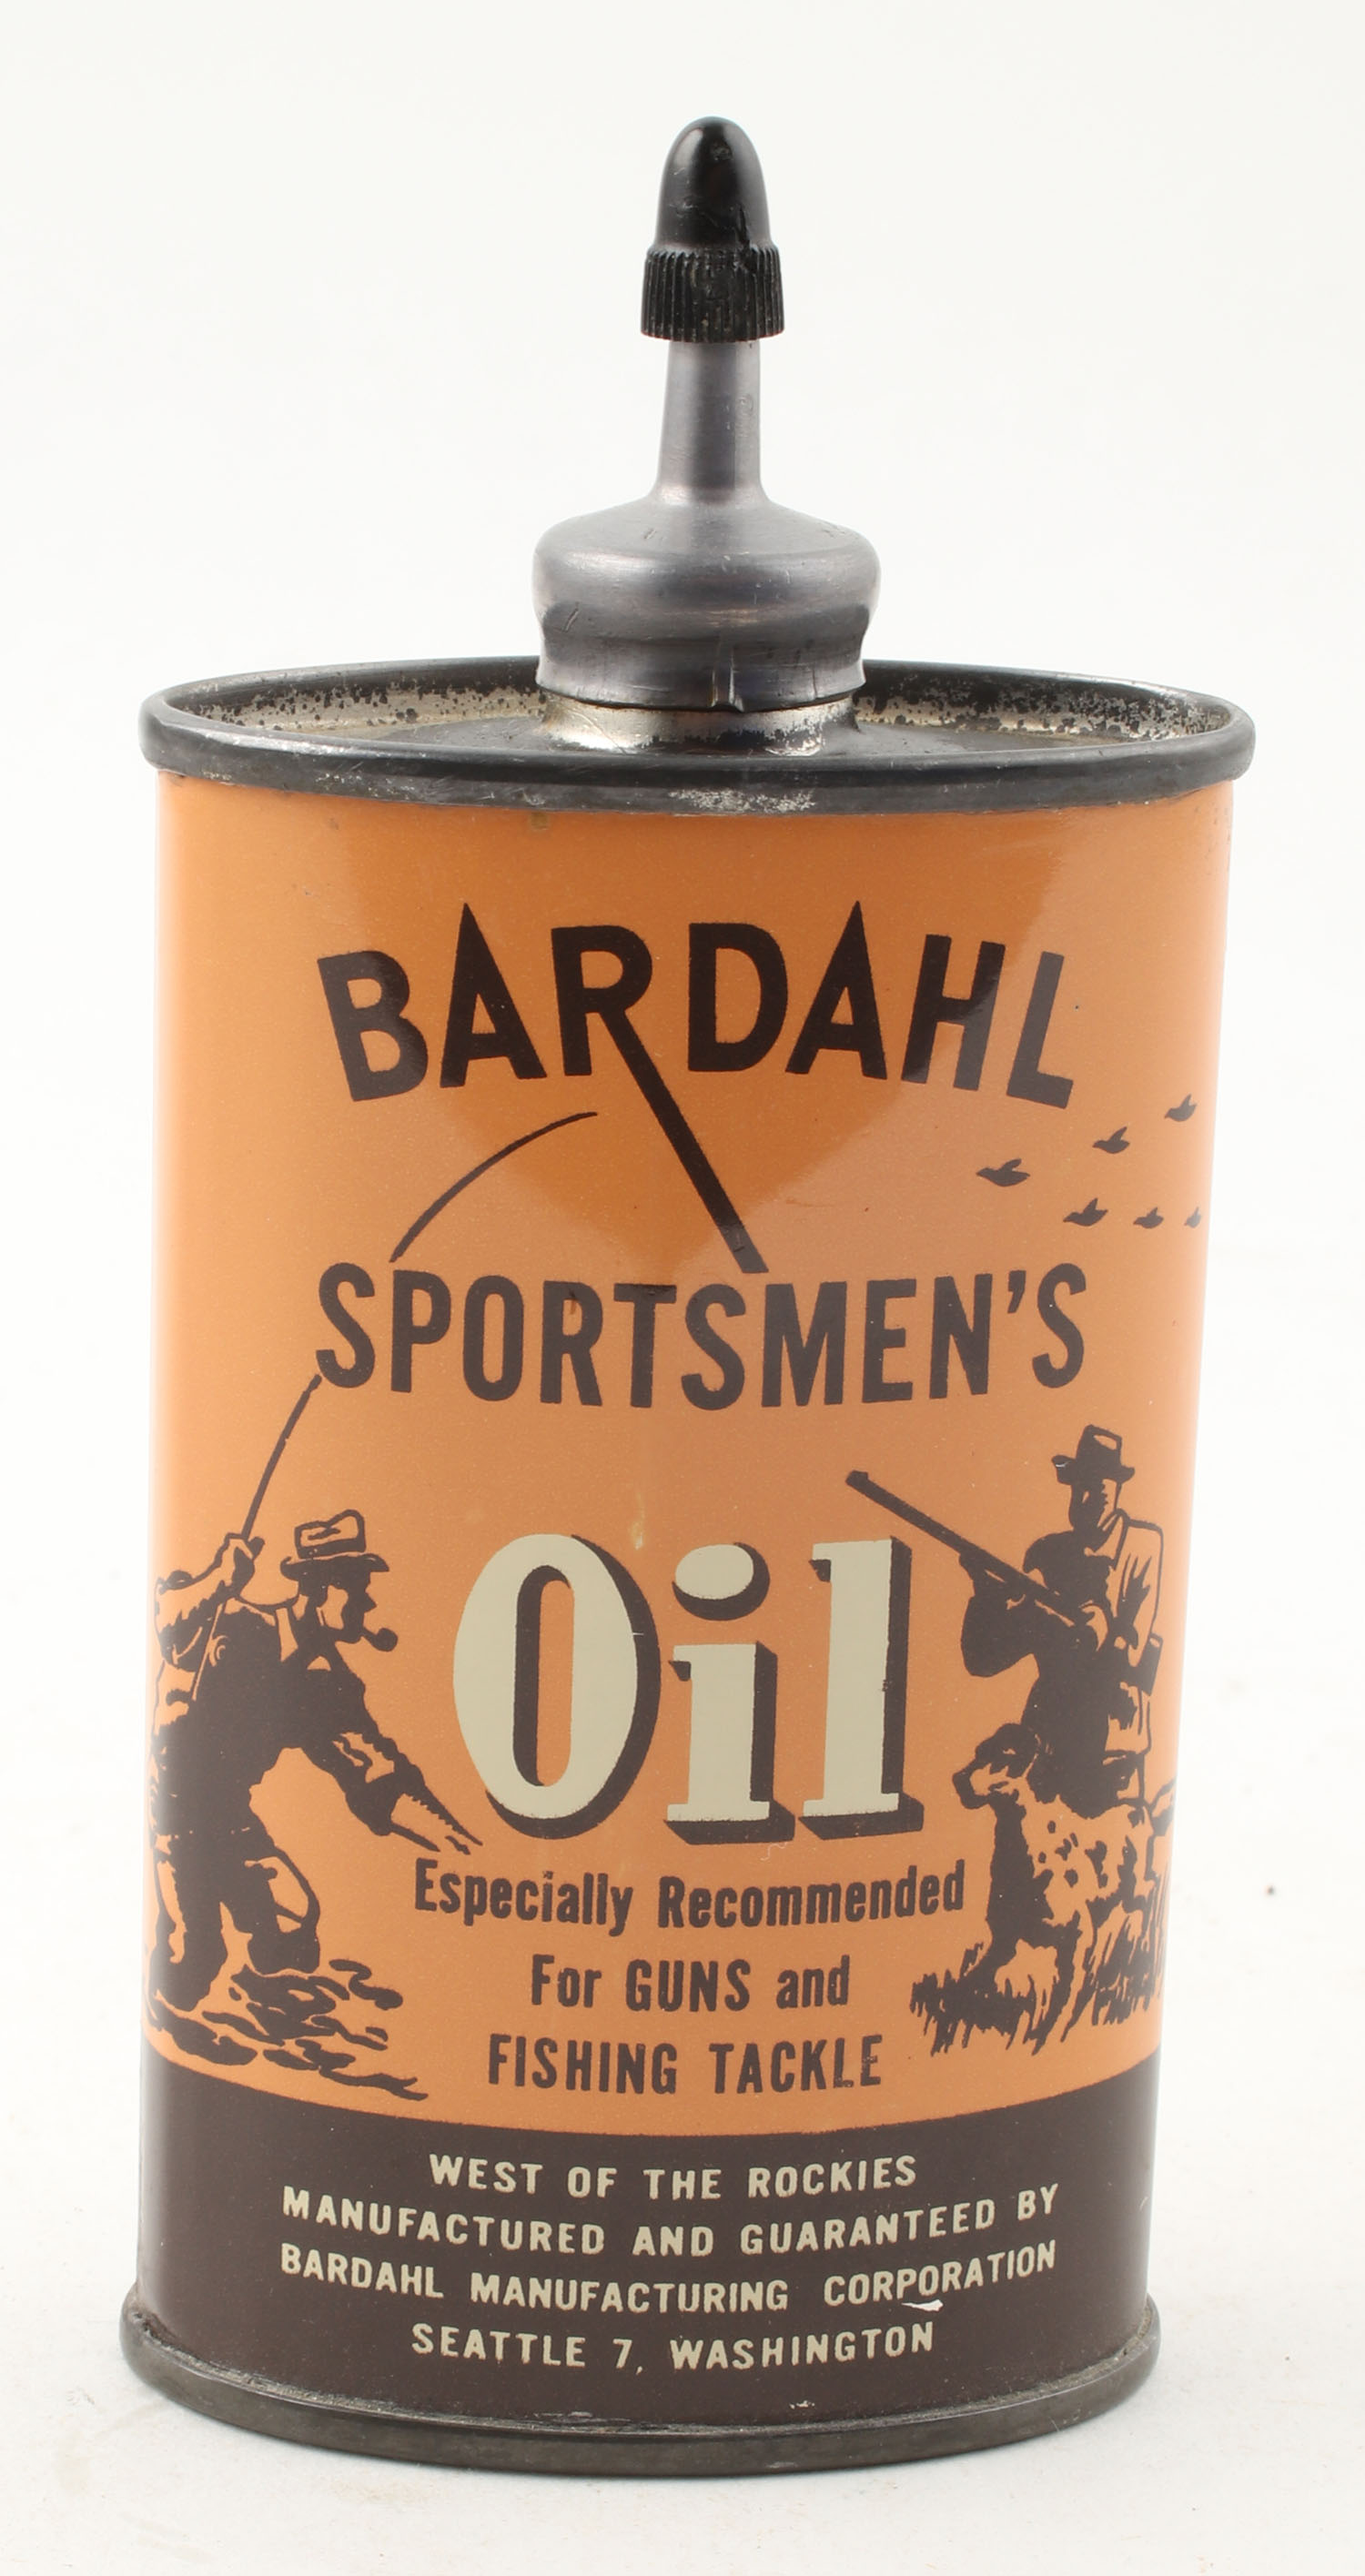 BARDAHL
SPORTSMEN'S
Oil
Especially Recommended
For GUNS and
FISHING TACKLE
WEST OF THE ROCKIES
MANUFACTURED AND GUARANTEED BY
BARDAHL MANUFACTURING CORPORATION
SEATTLE 7, WASHINGTON